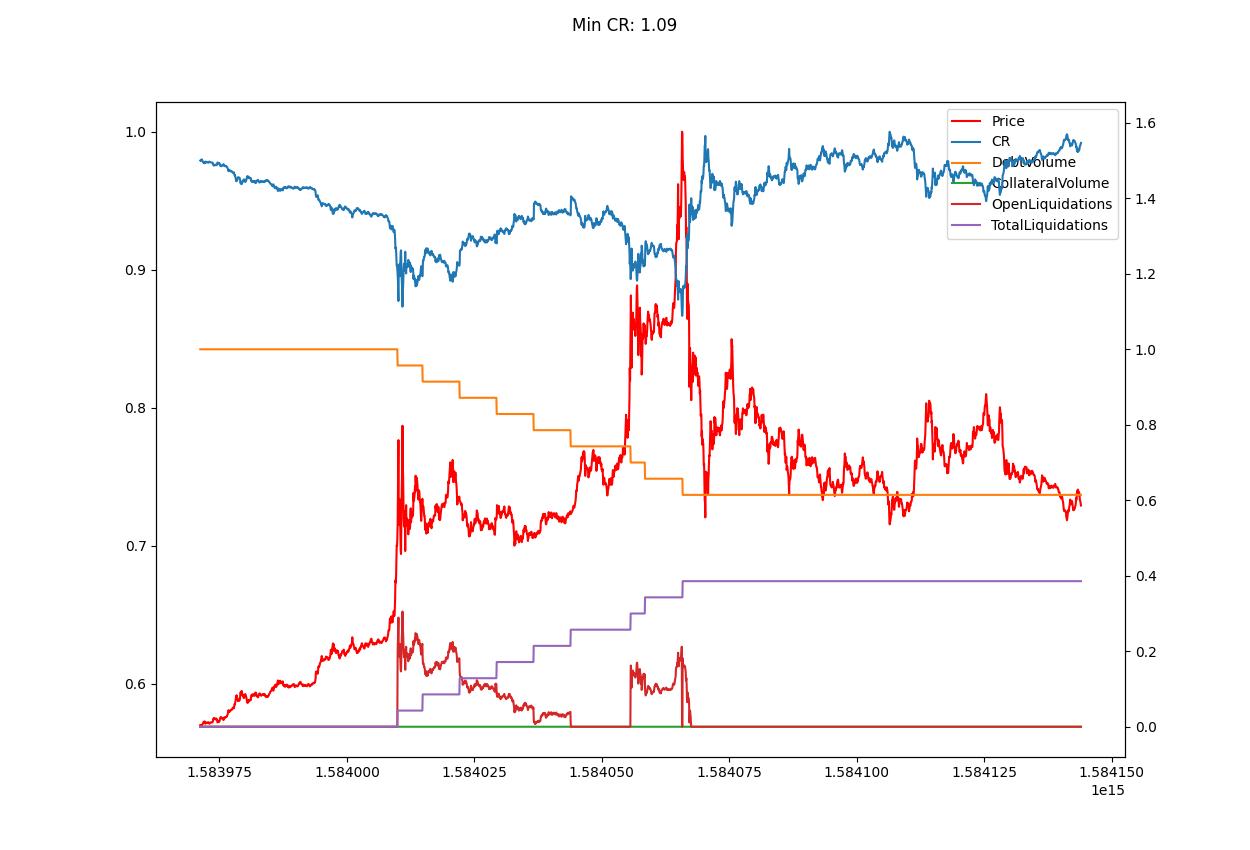 Min CR: 1.09
1.0
0.9
0.8
0.7
0.6
1.6
1.4
1.2
1.0
0.8
0.6
0.4
0.2
0.0
Price
CR
DebtVolume
CollateralVolume
OpenLiquidations
TotalLiquidations
1.583975 1.584000 1.584025 1.584050 1.584075 1.584100 1.584125 1.584150
1e15